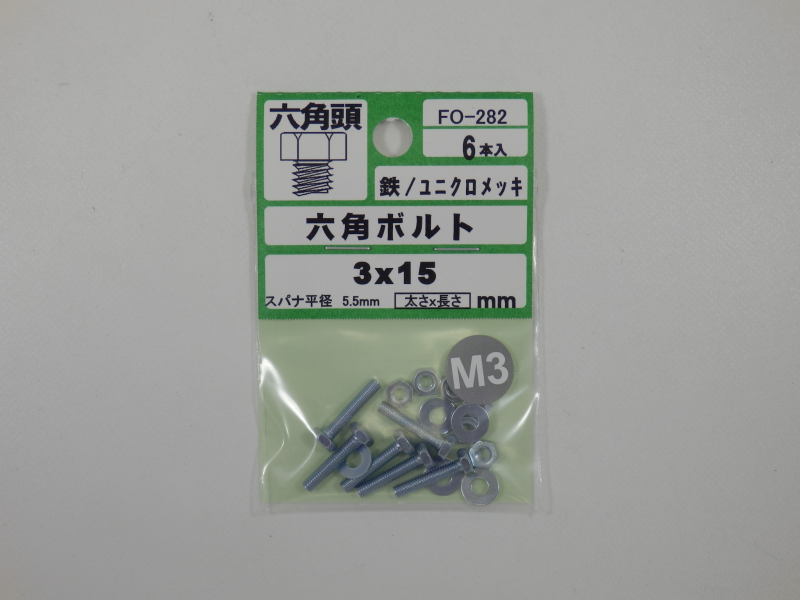 六角頭
FO-282
6本入
鉄/ユニクロメッキ
六角ボルト
3x15
スパナ平径 5.5mm 太さx長さ mm
M3